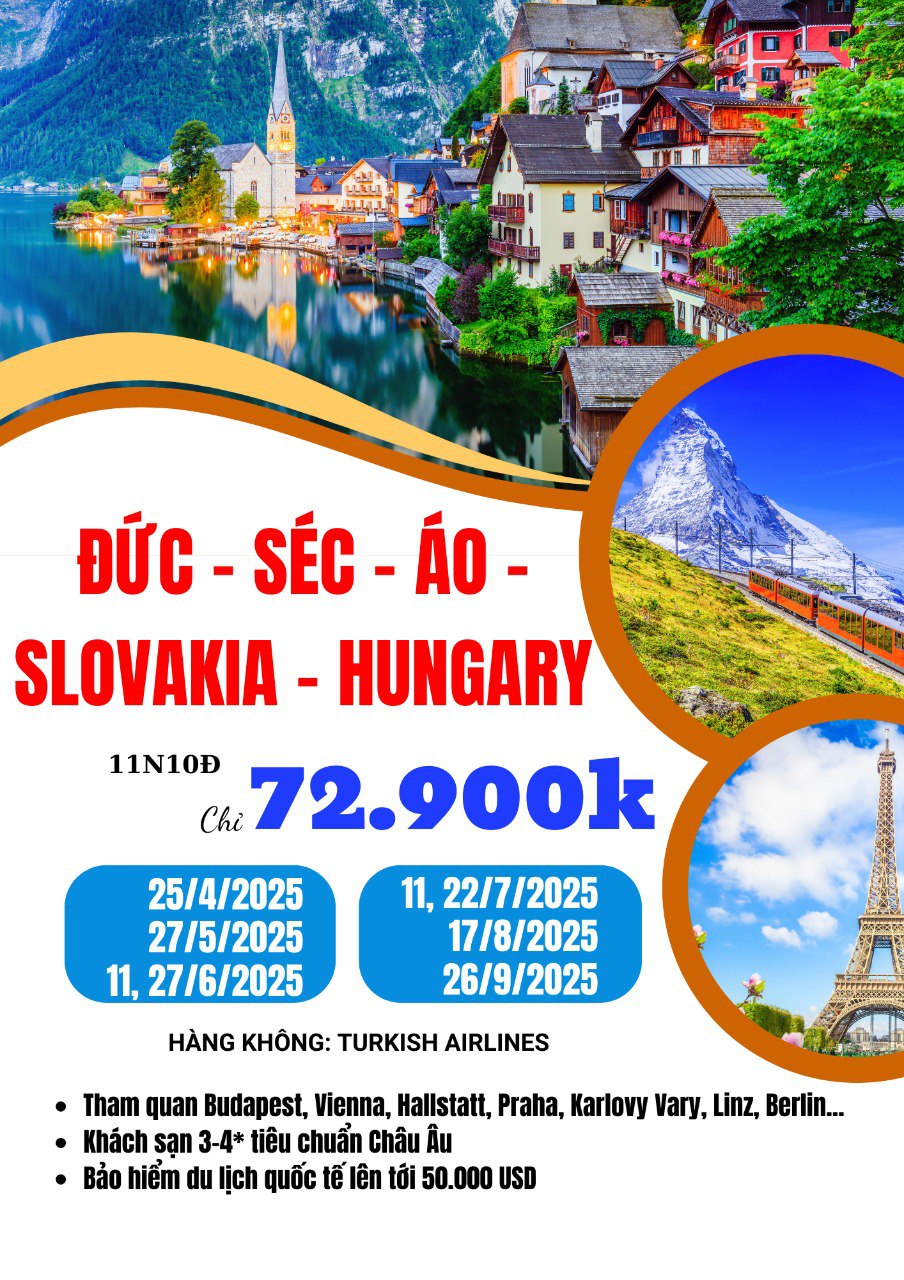 ĐỨC - SÉC - ÁO -
SLOVAKIA - HUNGARY
11N10Đ
Chỉ 72.900k
25/4/2025
27/5/2025
11, 27/6/2025
11, 22/7/2025
17/8/2025
26/9/2025
HÀNG KHÔNG: TURKISH AIRLINES
• Tham quan Budapest, Vienna, Hallstatt, Praha, Karlovy Vary, Linz, Berlin...
• Khách sạn 3-4* tiêu chuẩn Châu Âu
• Bảo hiểm du lịch quốc tế lên tới 50.000 USD